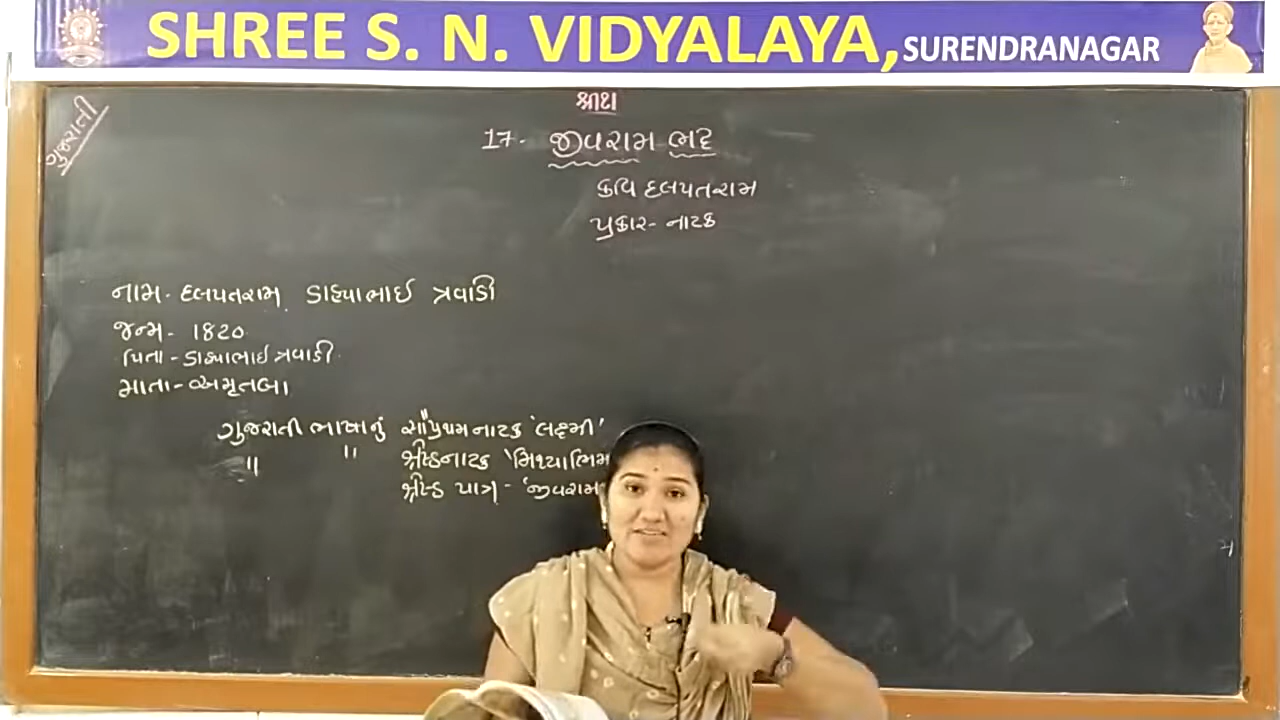 SHREE S. N. VIDYALAYA, SURENDRANAGAR
ગુજરાતી
શ્રીજી
17. જીવરામ ભટ્ટ
કવિ દલપતરામ
પ્રકાર - નાટક
નામ - દલપતરામ ડાહ્યાભાઈ ત્રવાડી
જન્મ - 1820
પિતા - ડાહ્યાભાઈ ત્રવાડી
માતા - અમૃતબા
ગુજરાતી ભાષાનું સૌપ્રથમ નાટક 'લક્ષ્મી'
" " શ્રેષ્ઠ નાટક 'મિથ્યાભિમ
શ્રેષ્ઠ પાત્ર - 'જીવરામ